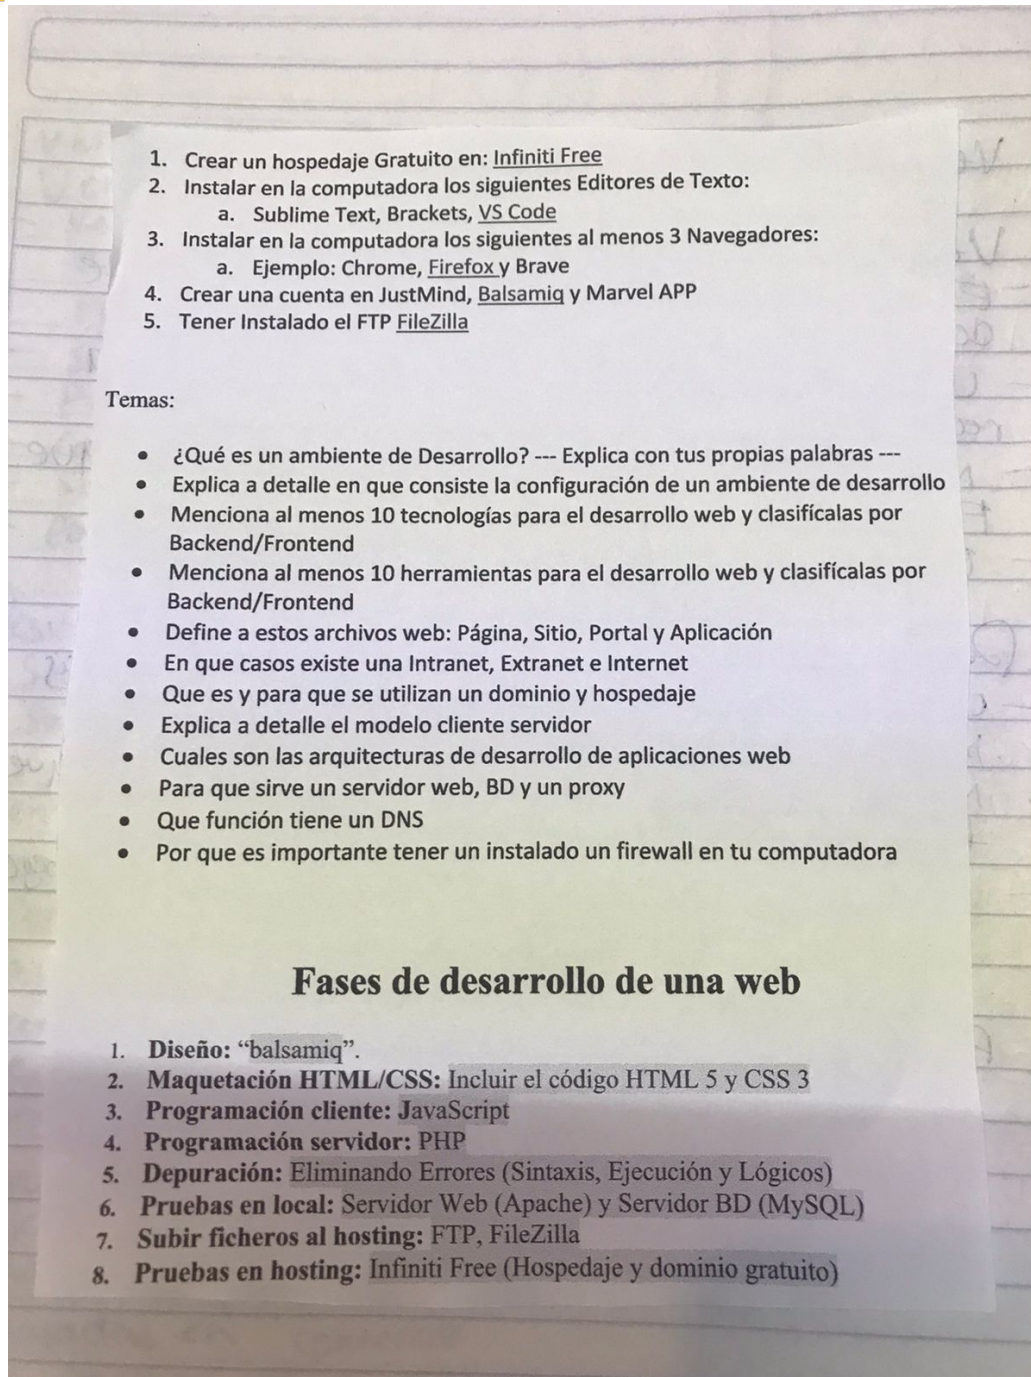 1. Crear un hospedaje Gratuito en: Infiniti Free
2. Instalar en la computadora los siguientes Editores de Texto:
a. Sublime Text, Brackets, VS Code
3. Instalar en la computadora los siguientes al menos 3 Navegadores:
a. Ejemplo: Chrome, Firefox y Brave
4. Crear una cuenta en JustMind, Balsamiq y Marvel APP
5. Tener Instalado el FTP FileZilla
Temas:
• ¿Qué es un ambiente de Desarrollo? --- Explica con tus propias palabras ---
• Explica a detalle en que consiste la configuración de un ambiente de desarrollo
• Menciona al menos 10 tecnologías para el desarrollo web y clasifícalas por
Backend/Frontend
• Menciona al menos 10 herramientas para el desarrollo web y clasifícalas por
Backend/Frontend
• Define a estos archivos web: Página, Sitio, Portal y Aplicación
• En que casos existe una Intranet, Extranet e Internet
• Que es y para que se utilizan un dominio y hospedaje
• Explica a detalle el modelo cliente servidor
• Cuales son las arquitecturas de desarrollo de aplicaciones web
• Para que sirve un servidor web, BD y un proxy
• Que función tiene un DNS
• Por que es importante tener un instalado un firewall en tu computadora
Fases de desarrollo de una web
1. Diseño: “balsamiq”.
2. Maquetación HTML/CSS: Incluir el código HTML 5 y CSS 3
3. Programación cliente: JavaScript
4. Programación servidor: PHP
5. Depuración: Eliminando Errores (Sintaxis, Ejecución y Lógicos)
6. Pruebas en local: Servidor Web (Apache) y Servidor BD (MySQL)
7. Subir ficheros al hosting: FTP, FileZilla
8. Pruebas en hosting: Infiniti Free (Hospedaje y dominio gratuito)